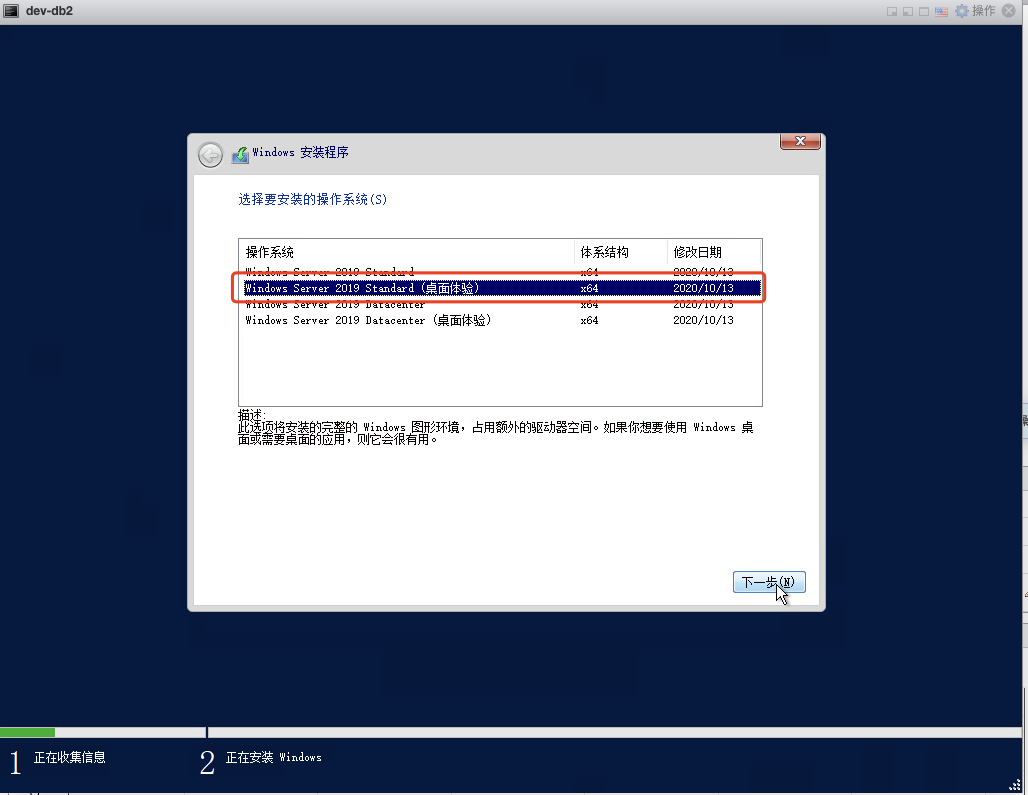 dev-db2
操作
Windows 安装程序
选择要安装的操作系统(S)
操作系统 体系结构 修改日期
Windows Server 2019 Standard x64 2020/10/13
Windows Server 2019 Standard (桌面体验) x64 2020/10/13
Windows Server 2019 Datacenter x64 2020/10/13
Windows Server 2019 Datacenter (桌面体验) x64 2020/10/13
描述:
此选项将安装的完整的 Windows 图形环境，占用额外的驱动器空间。如果你想要使用 Windows 桌
面或需要桌面的应用，则它会很有用。
下一步(N)
1 正在收集信息 2 正在安装 Windows